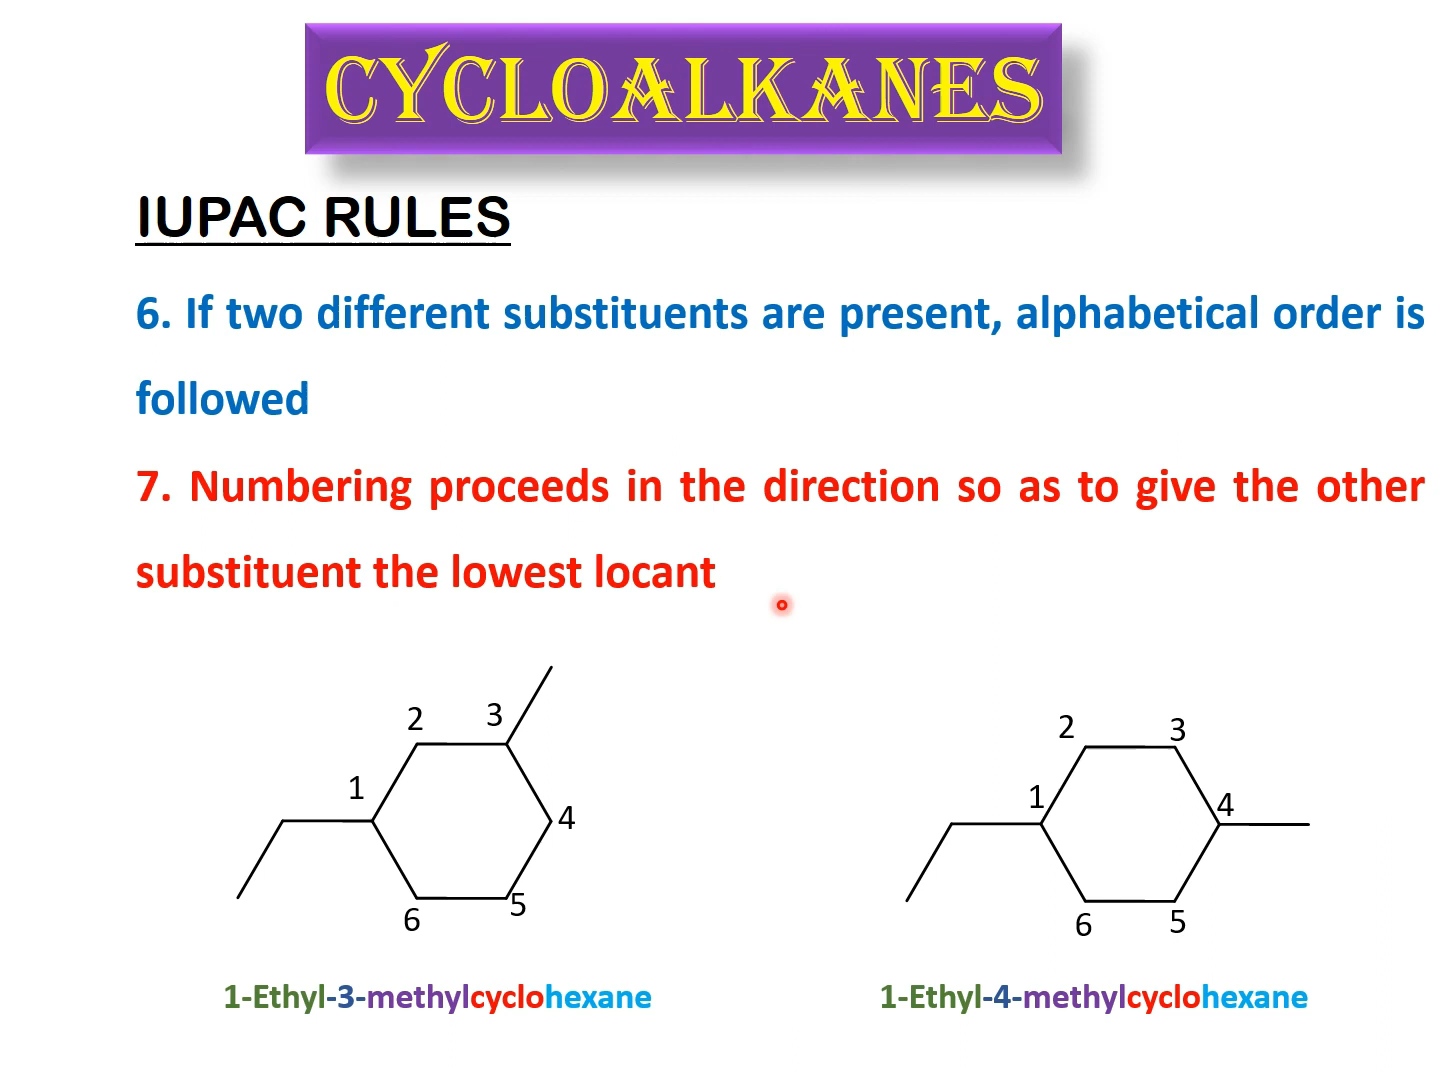 CYCLOALKANES
IUPAC RULES
6. If two different substituents are present, alphabetical order is
followed
7. Numbering proceeds in the direction so as to give the other
substituent the lowest locant
2 3
1
4
5
6
1-Ethyl-3-methylcyclohexane
2 3
1 4
6 5
1-Ethyl-4-methylcyclohexane